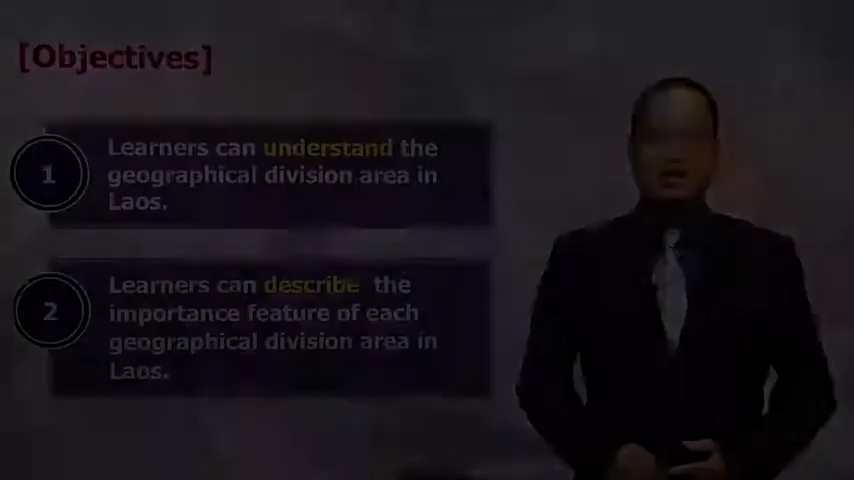 [Objectives]
1
Learners can understand the
geographical division area in
Laos.
2
Learners can describe the
importance feature of each
geographical division area in
Laos.